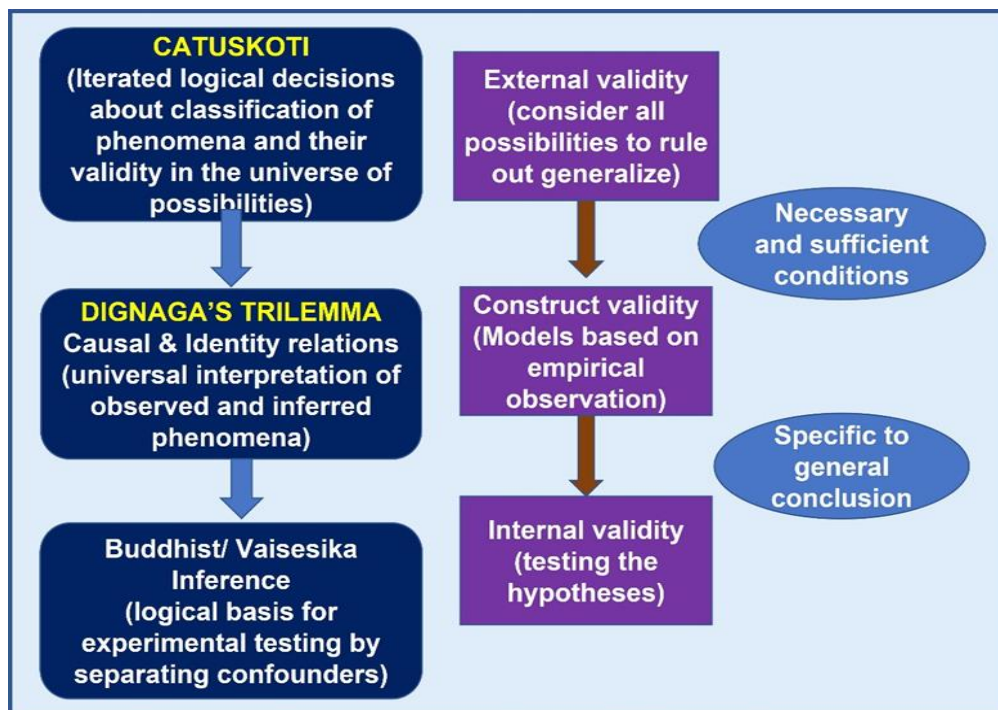 CATUSKOTI
(Iterated logical decisions
about classification of
phenomena and their
validity in the universe of
possibilities)
DIGNAGA'S TRILEMMA
Causal & Identity relations
(universal interpretation of
observed and inferred
phenomena)
Buddhist/ Vaisesika
Inference
(logical basis for
experimental testing by
separating confounders)
External validity
(consider all
possibilities to rule
out generalize)
Construct validity
(Models based on
empirical
observation)
Internal validity
(testing the
hypotheses)
Necessary
and sufficient
conditions
Specific to
general
conclusion